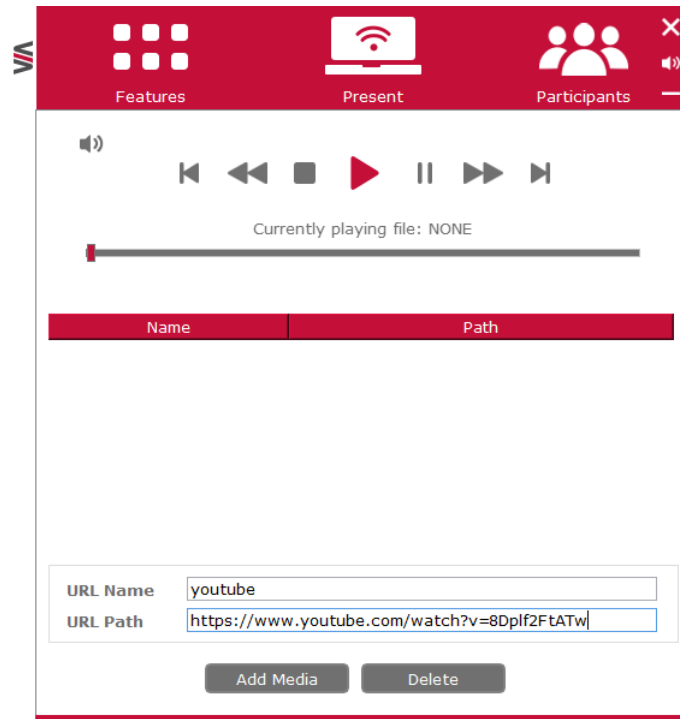 Features Present Participants
Currently playing file: NONE
Name Path
URL Name youtube
URL Path https://www.youtube.com/watch?v=8Dplf2FtATw
Add Media Delete